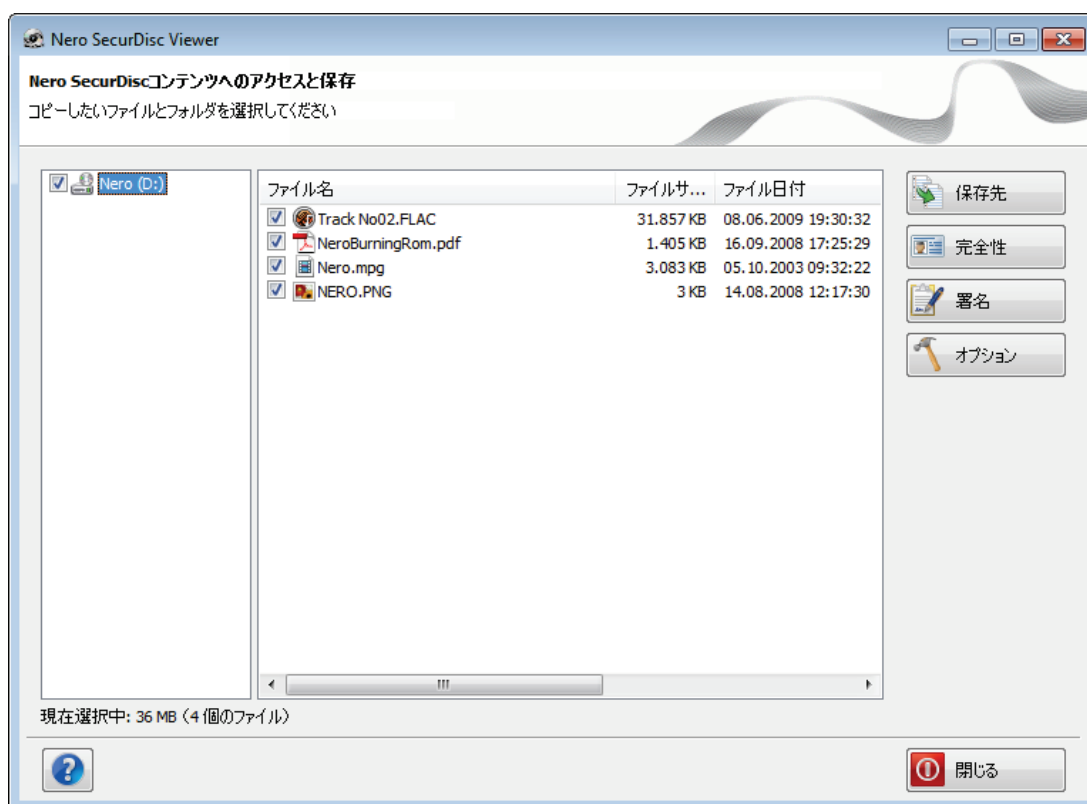 Nero SecurDisc Viewer
Nero SecurDiscコンテンツへのアクセスと保存
コピーしたいファイルとフォルダを選択してください
Nero (D:)
ファイル名 ファイルサ... ファイル日付
Track No02.FLAC 31.857 KB 08.06.2009 19:30:32
NeroBurningRom.pdf 1.405 KB 16.09.2008 17:25:29
Nero.mpg 3.083 KB 05.10.2003 09:32:22
NERO.PNG 3 KB 14.08.2008 12:17:30
保存先
完全性
署名
オプション
現在選択中: 36 MB (4 個のファイル)
閉じる